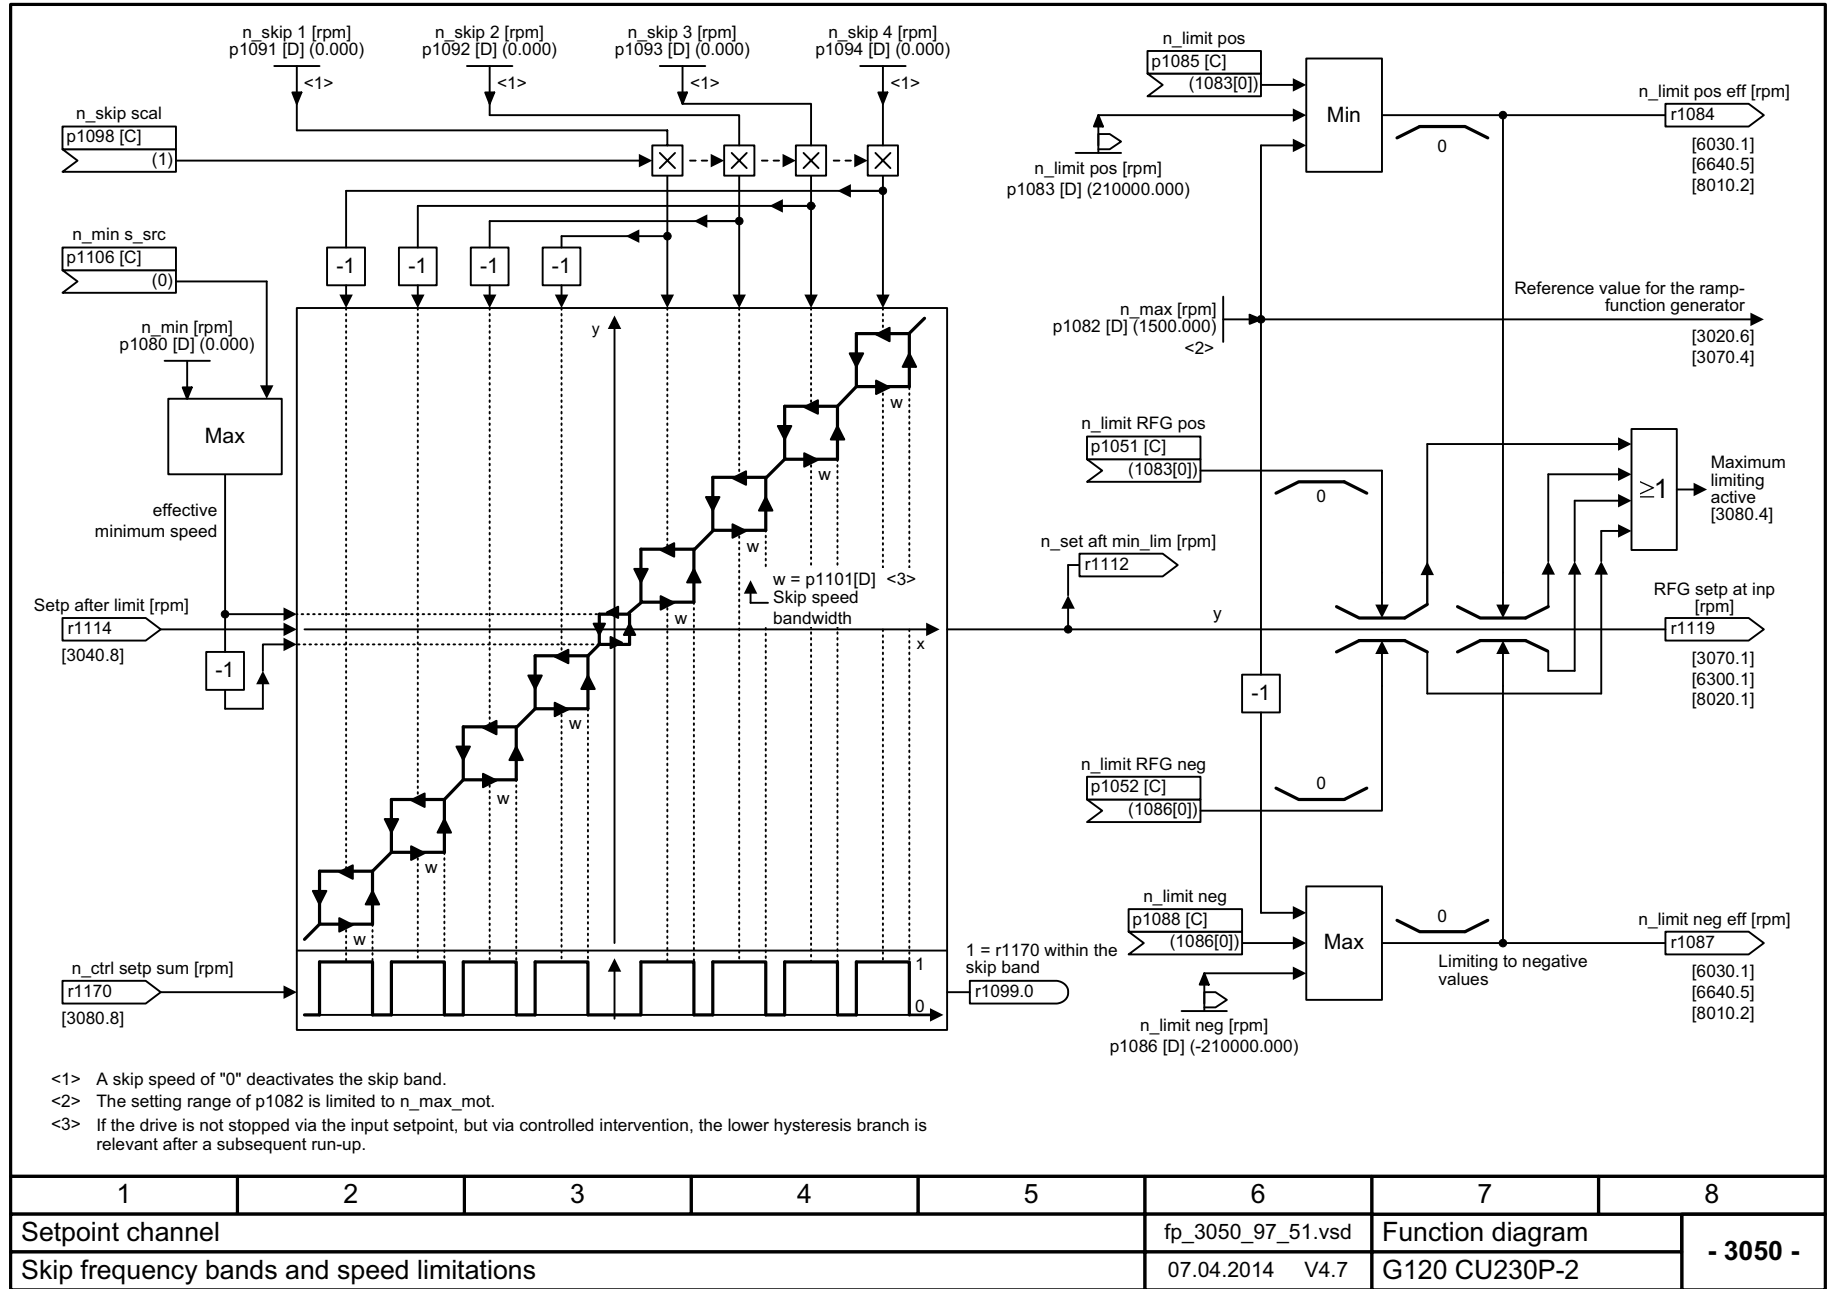 n_skip 1 [rpm]
p1091 [D] (0.000)
<1>
n_skip 2 [rpm]
p1092 [D] (0.000)
<1>
n_skip 3 [rpm]
p1093 [D] (0.000)
<1>
n_skip 4 [rpm]
p1094 [D] (0.000)
<1>
n_skip scal
p1098 [C]
(1)
n_min s_src
p1106 [C]
(0)
n_min [rpm]
p1080 [D] (0.000)
Max
effective
minimum speed
Setp after limit [rpm]
r1114
[3040.8]
-1
-1
-1
-1
-1
y
x
w
w
w
w
w
w
w
w
w = p1101[D] <3>
Skip speed
bandwidth
n_ctrl setp sum [rpm]
r1170
[3080.8]
1
0
1 = r1170 within the
skip band
r1099.0
n_set aft min_lim [rpm]
r1112
n_limit pos
p1085 [C]
(1083[0])
n_limit pos [rpm]
p1083 [D] (210000.000)
Min
0
n_limit pos eff [rpm]
r1084
[6030.1]
[6640.5]
[8010.2]
n_max [rpm]
p1082 [D] (1500.000)
<2>
Reference value for the ramp-
function generator
[3020.6]
[3070.4]
n_limit RFG pos
p1051 [C]
(1083[0])
0
≥1
Maximum
limiting
active
[3080.4]
y
RFG setp at inp
[rpm]
r1119
[3070.1]
[6300.1]
[8020.1]
-1
n_limit RFG neg
p1052 [C]
(1086[0])
0
n_limit neg
p1088 [C]
(1086[0])
n_limit neg [rpm]
p1086 [D] (-210000.000)
Max
0
Limiting to negative
values
n_limit neg eff [rpm]
r1087
[6030.1]
[6640.5]
[8010.2]
<1> A skip speed of "0" deactivates the skip band.
<2> The setting range of p1082 is limited to n_max_mot.
<3> If the drive is not stopped via the input setpoint, but via controlled intervention, the lower hysteresis branch is
relevant after a subsequent run-up.
1 2 3 4 5 6 7 8
Setpoint channel
fp_3050_97_51.vsd
Function diagram
- 3050 -
Skip frequency bands and speed limitations
07.04.2014 V4.7
G120 CU230P-2